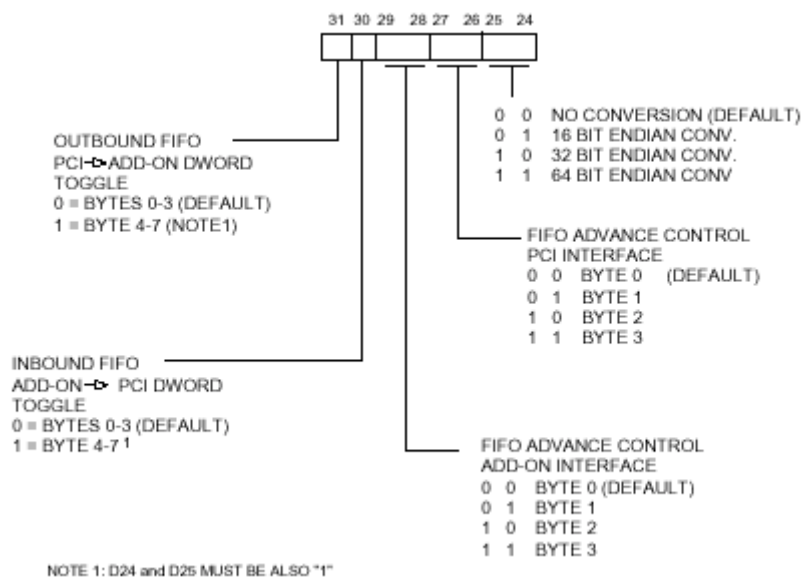 31 30 29 28 27 26 25 24
0 0 NO CONVERSION (DEFAULT)
0 1 16 BIT ENDIAN CONV.
1 0 32 BIT ENDIAN CONV.
1 1 64 BIT ENDIAN CONV
OUTBOUND FIFO
PCI ADD-ON DWORD
TOGGLE
0 = BYTES 0-3 (DEFAULT)
1 = BYTE 4-7 (NOTE1)
FIFO ADVANCE CONTROL
PCI INTERFACE
0 0 BYTE 0 (DEFAULT)
0 1 BYTE 1
1 0 BYTE 2
1 1 BYTE 3
INBOUND FIFO
ADD-ON PCI DWORD
TOGGLE
0 = BYTES 0-3 (DEFAULT)
1 = BYTE 4-7 1
FIFO ADVANCE CONTROL
ADD-ON INTERFACE
0 0 BYTE 0 (DEFAULT)
0 1 BYTE 1
1 0 BYTE 2
1 1 BYTE 3
NOTE 1: D24 and D25 MUST BE ALSO "1"